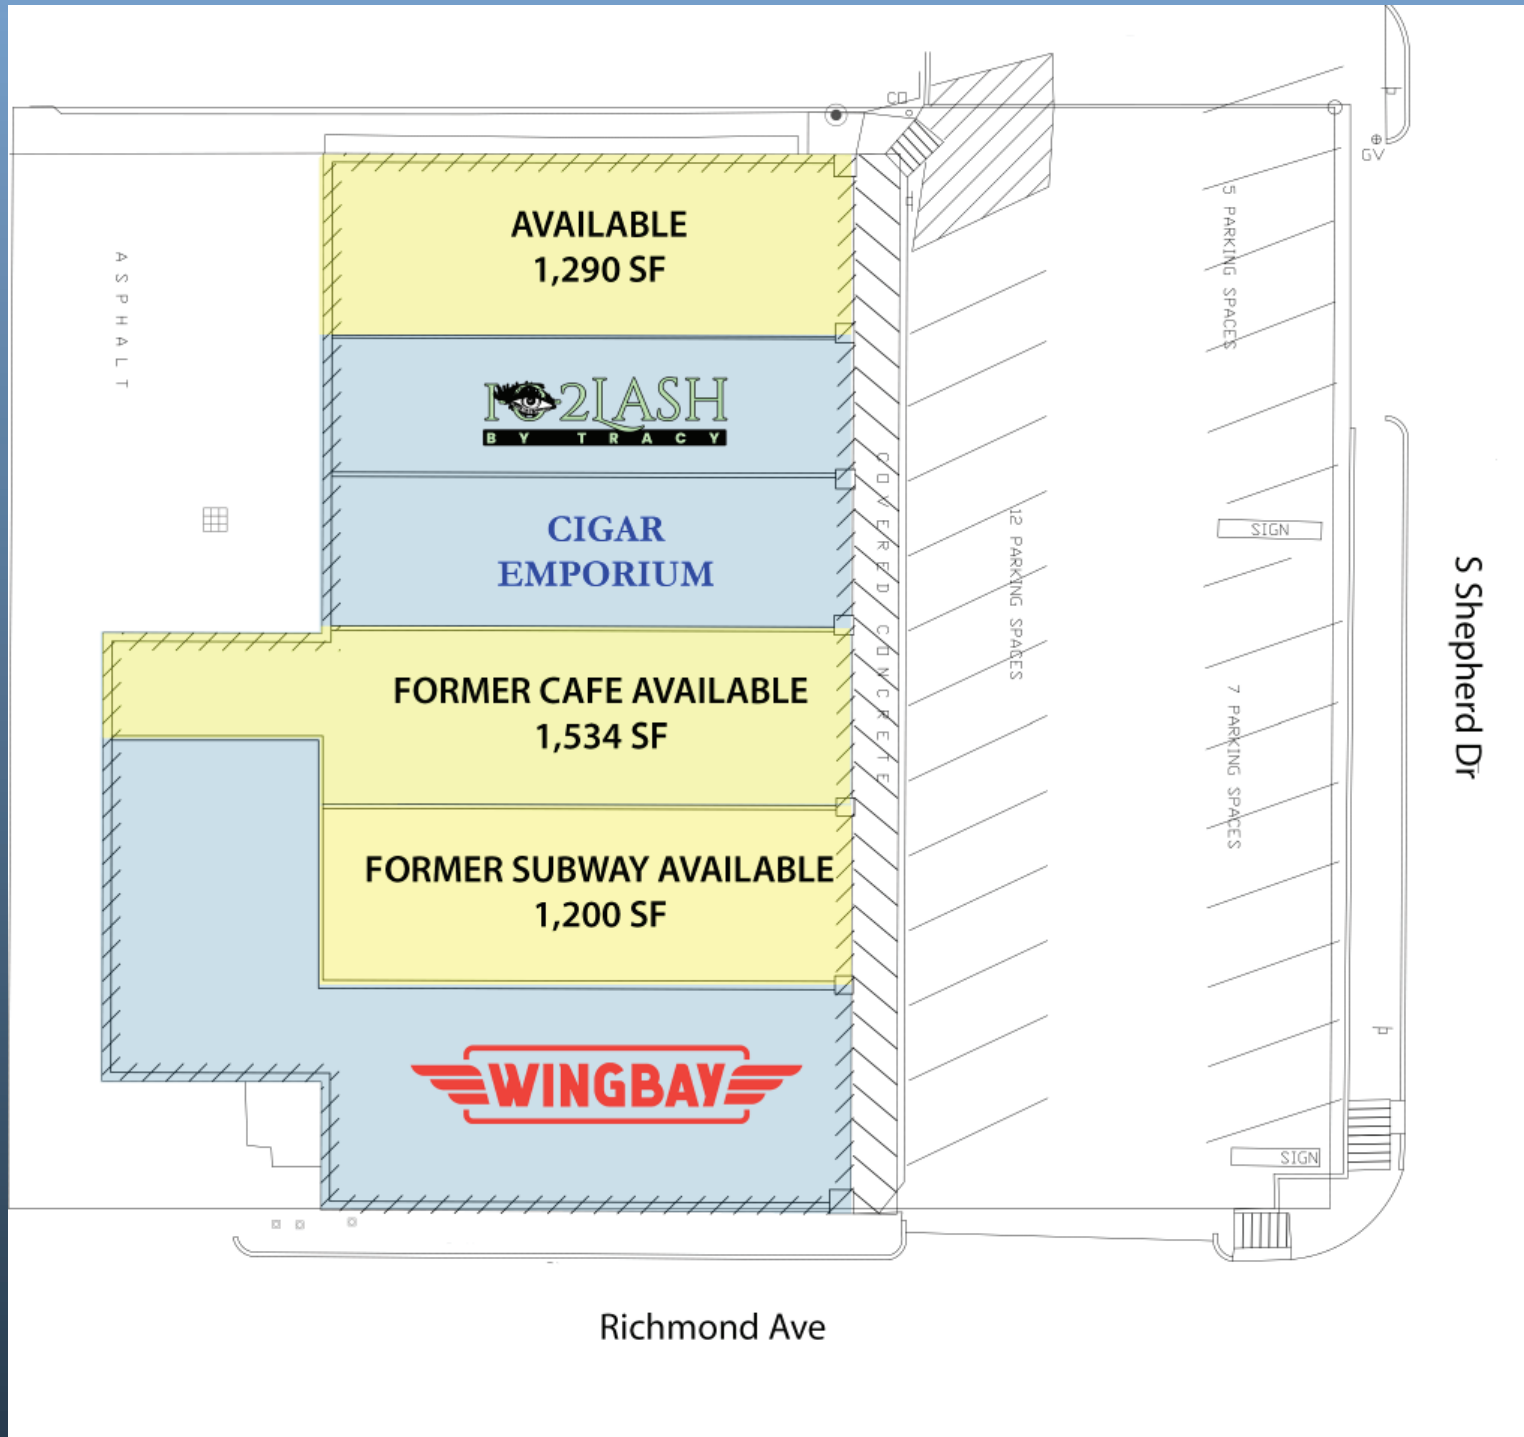 CO
GV
5 PARKING SPACES
ASPHALT
AVAILABLE
1,290 SF
2LASH
BY TRACY
CIGAR
EMPORIUM
COVERED CONCRETE
12 PARKING SPACES
SIGN
S Shepherd Dr
FORMER CAFE AVAILABLE
1,534 SF
7 PARKING SPACES
FORMER SUBWAY AVAILABLE
1,200 SF
WINGBAY
SIGN
Richmond Ave